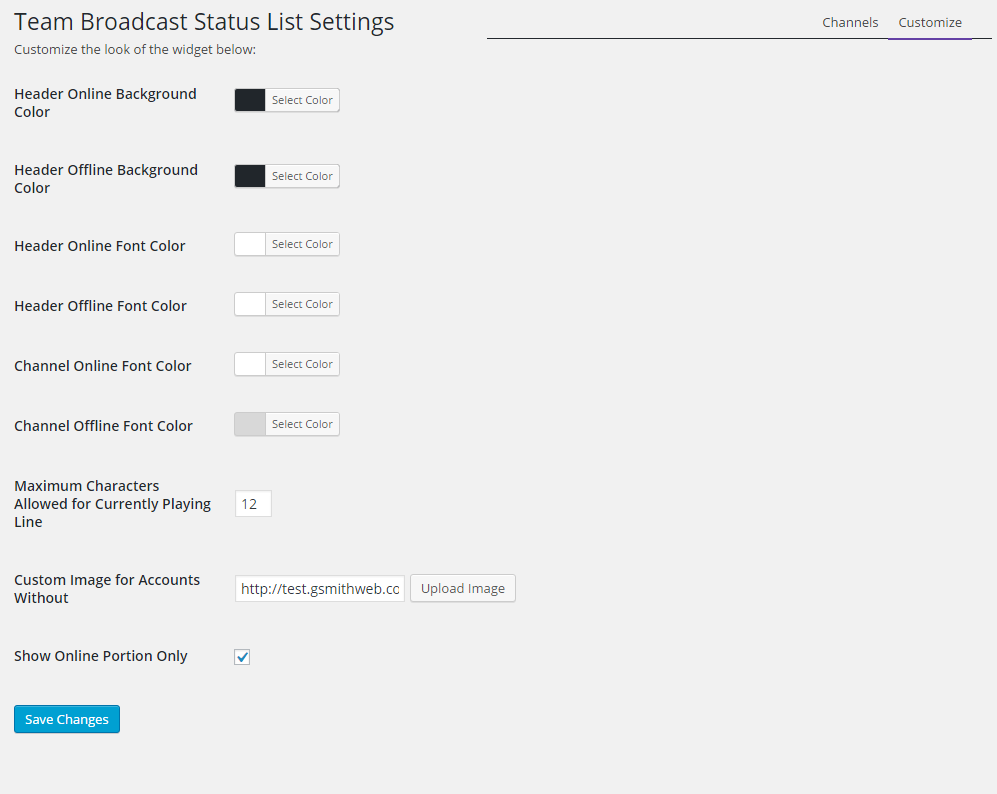 Team Broadcast Status List Settings
Channels
Customize
Customize the look of the widget below:
Header Online Background
Color
Select Color
Header Offline Background
Color
Select Color
Header Online Font Color
Select Color
Header Offline Font Color
Select Color
Channel Online Font Color
Select Color
Channel Offline Font Color
Select Color
Maximum Characters
Allowed for Currently Playing
Line
12
Custom Image for Accounts
Without
http://test.gsmithweb.co
Upload Image
Show Online Portion Only
Save Changes